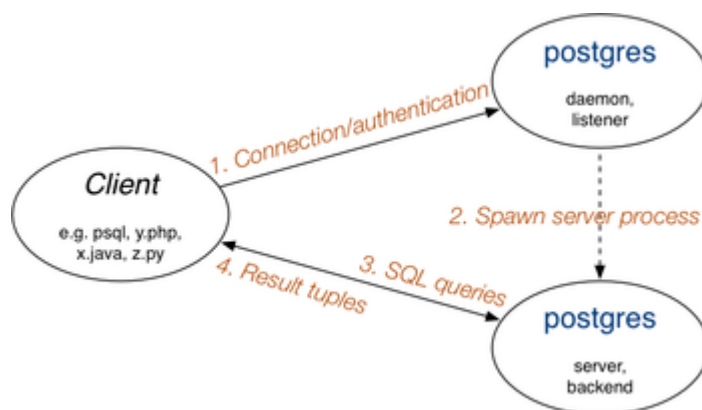 postgres
daemon,
listener
1. Connection/authentication
Client
e.g. psql, y.php,
x.java, z.py
2. Spawn server process
3. SQL queries
4. Result tuples
postgres
server,
backend